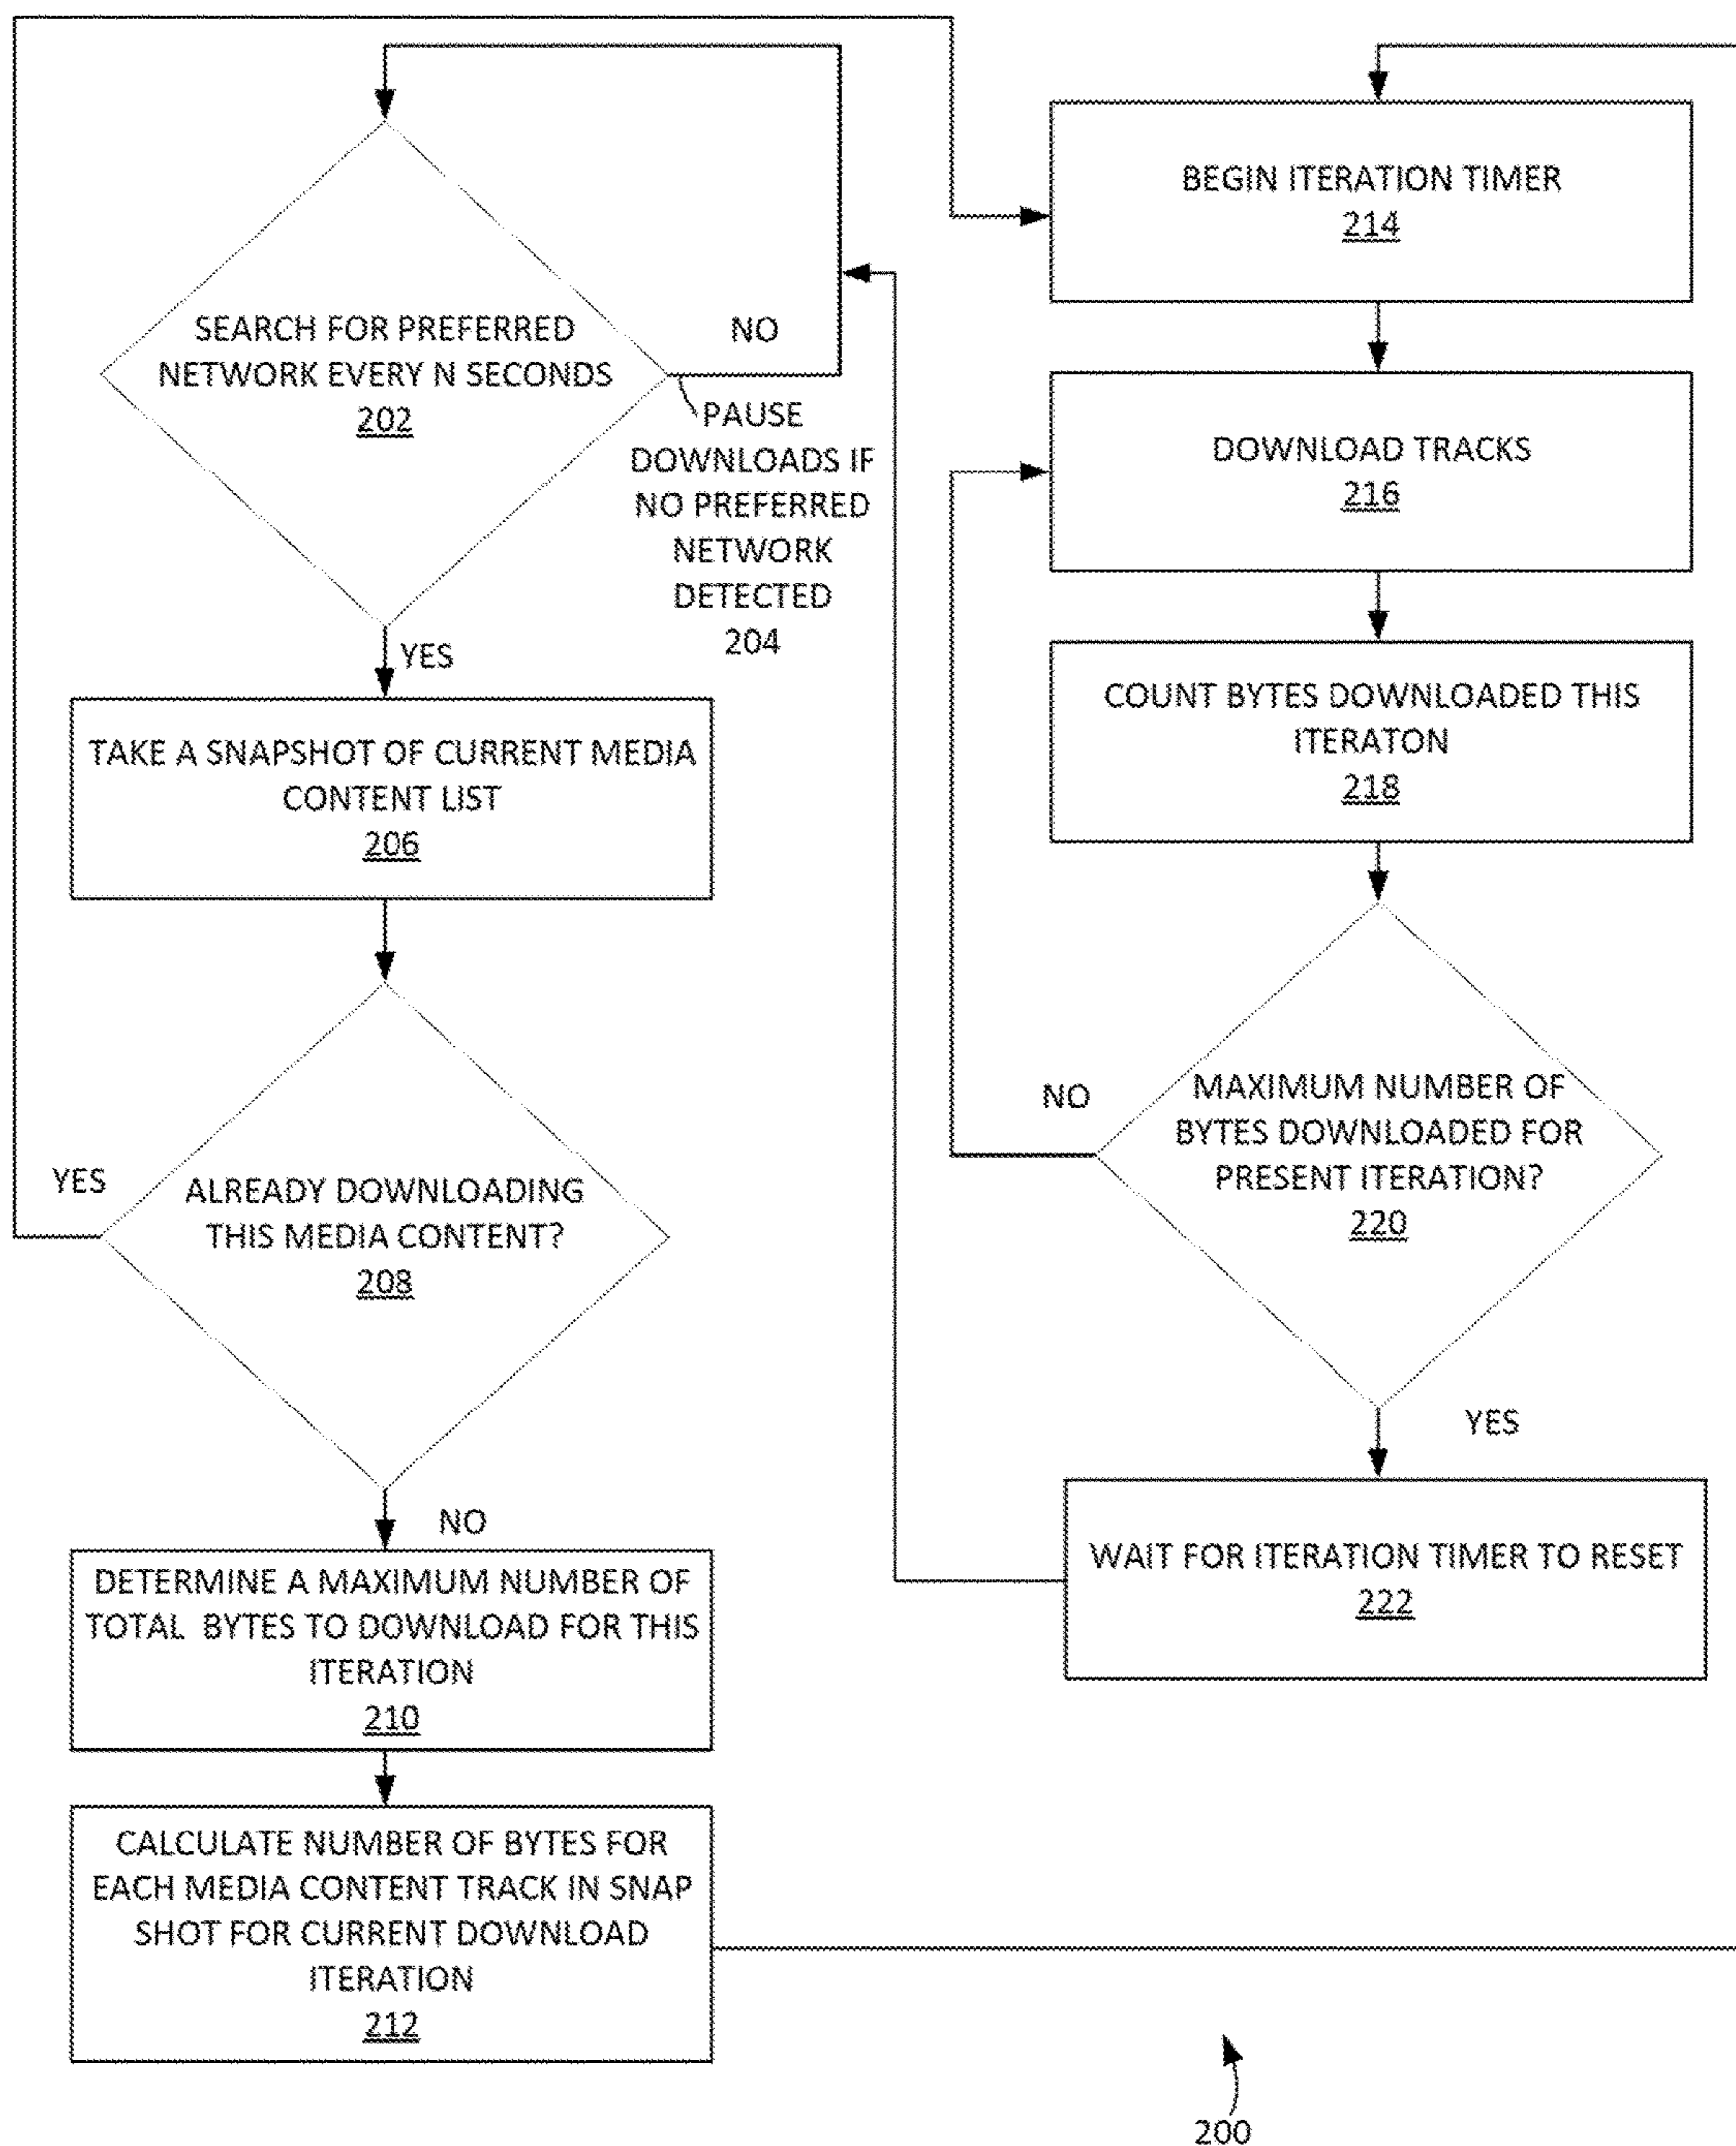 SEARCH FOR PREFERRED
NETWORK EVERY N SECONDS
202
NO
PAUSE
DOWNLOADS IF
NO PREFERRED
NETWORK
DETECTED
204
YES
TAKE A SNAPSHOT OF CURRENT MEDIA
CONTENT LIST
206
YES
ALREADY DOWNLOADING
THIS MEDIA CONTENT?
208
NO
DETERMINE A MAXIMUM NUMBER OF
TOTAL BYTES TO DOWNLOAD FOR THIS
ITERATION
210
CALCULATE NUMBER OF BYTES FOR
EACH MEDIA CONTENT TRACK IN SNAP
SHOT FOR CURRENT DOWNLOAD
ITERATION
212
BEGIN ITERATION TIMER
214
DOWNLOAD TRACKS
216
COUNT BYTES DOWNLOADED THIS
ITERATON
218
NO
MAXIMUM NUMBER OF
BYTES DOWNLOADED FOR
PRESENT ITERATION?
220
YES
WAIT FOR ITERATION TIMER TO RESET
222
200